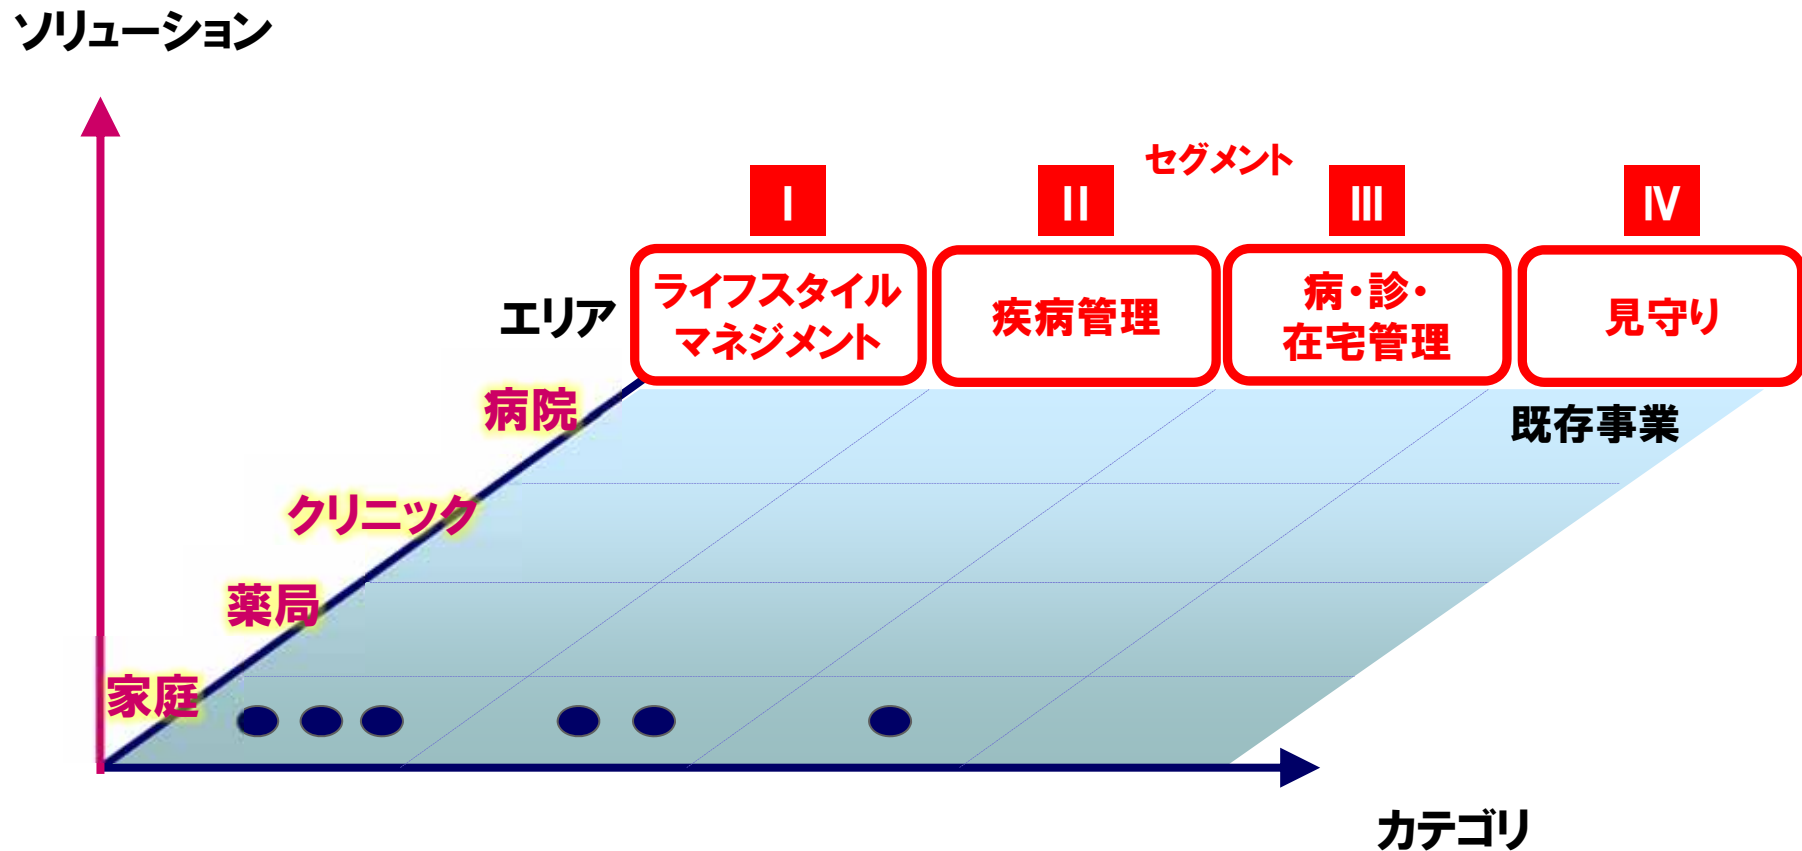 ソリューション
セグメント
I
II
III
IV
エリア
ライフスタイル
マネジメント
疾病管理
病・診・
在宅管理
見守り
病院
既存事業
クリニック
薬局
家庭
カテゴリ